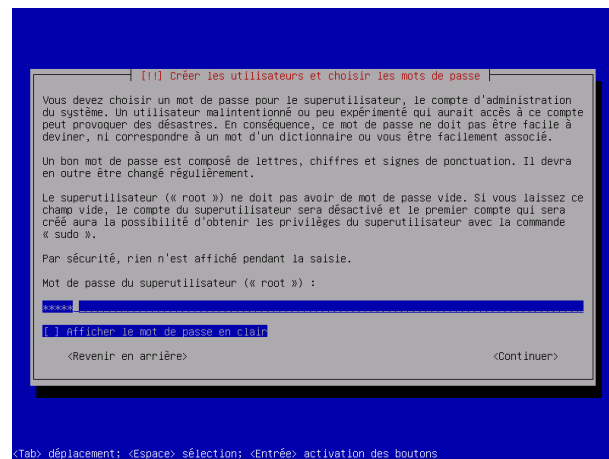 [!!] Créer les utilisateurs et choisir les mots de passe
Vous devez choisir un mot de passe pour le superutilisateur, le compte d'administration
du système. Un utilisateur malintentionné ou peu expérimenté qui aurait accès à ce compte
peut provoquer des désastres. En conséquence, ce mot de passe ne doit pas être facile à
deviner, ni correspondre à un mot d'un dictionnaire ou vous être facilement associé.
Un bon mot de passe est composé de lettres, chiffres et signes de ponctuation. Il devra
en outre être changé régulièrement.
Le superutilisateur (« root ») ne doit pas avoir de mot de passe vide. Si vous laissez ce
champ vide, le compte du superutilisateur sera désactivé et le premier compte qui sera
créé aura la possibilité d'obtenir les privilèges du superutilisateur avec la commande
« sudo ».
Par sécurité, rien n'est affiché pendant la saisie.
Mot de passe du superutilisateur (« root ») :
*****
[ ] Afficher le mot de passe en clair
<Revenir en arrière> <Continuer>
<Tab> déplacement; <Espace> sélection; <Entrée> activation des boutons